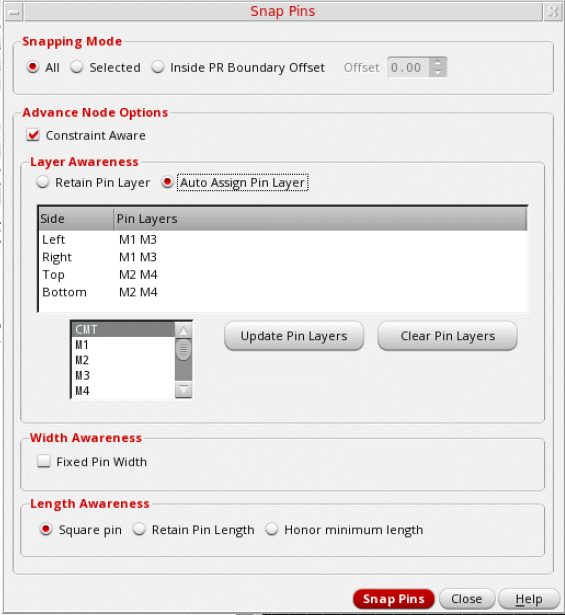 Snap Pins
Snapping Mode
All Selected Inside PR Boundary Offset Offset 0.00
Advance Node Options
Constraint Aware
Layer Awareness
Retain Pin Layer Auto Assign Pin Layer
Side Pin Layers
Left M1 M3
Right M1 M3
Top M2 M4
Bottom M2 M4
CMT
M1
M2
M3
M4
Update Pin Layers Clear Pin Layers
Width Awareness
Fixed Pin Width
Length Awareness
Square pin Retain Pin Length Honor minimum length
Snap Pins Close Help